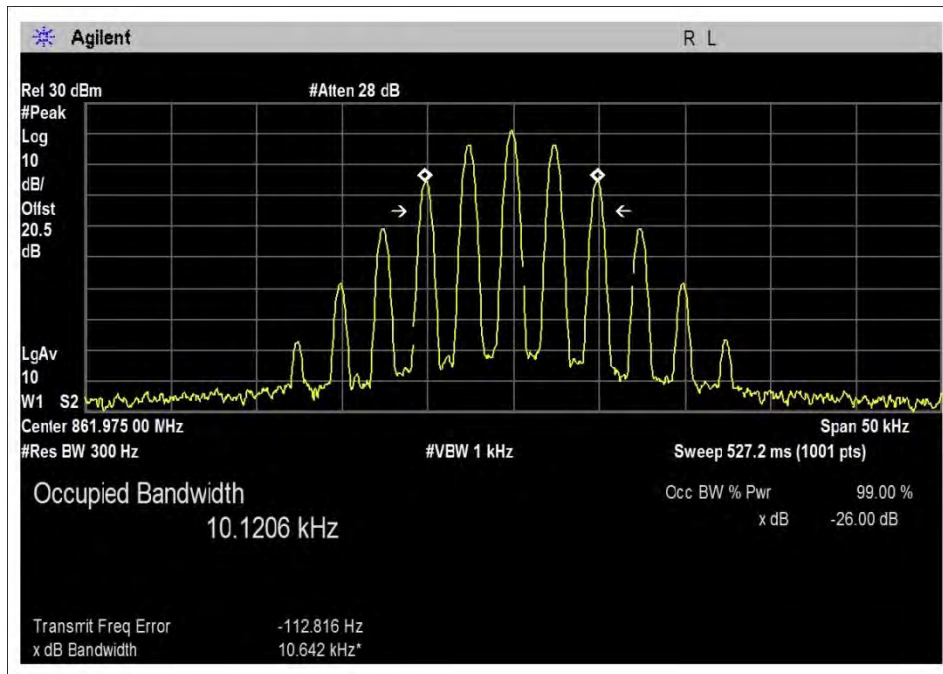 Agilent R L
Ref 30 dBm #Atten 28 dB
#Peak
Log
10
dB/
Offst
20.5
dB
LgAv
10
W1 S2
Center 861.975 00 MHz Span 50 kHz
#Res BW 300 Hz #VBW 1 kHz Sweep 527.2 ms (1001 pts)
Occupied Bandwidth Occ BW % Pwr 99.00 %
10.1206 kHz x dB -26.00 dB
Transmit Freq Error -112.816 Hz
x dB Bandwidth 10.642 kHz*